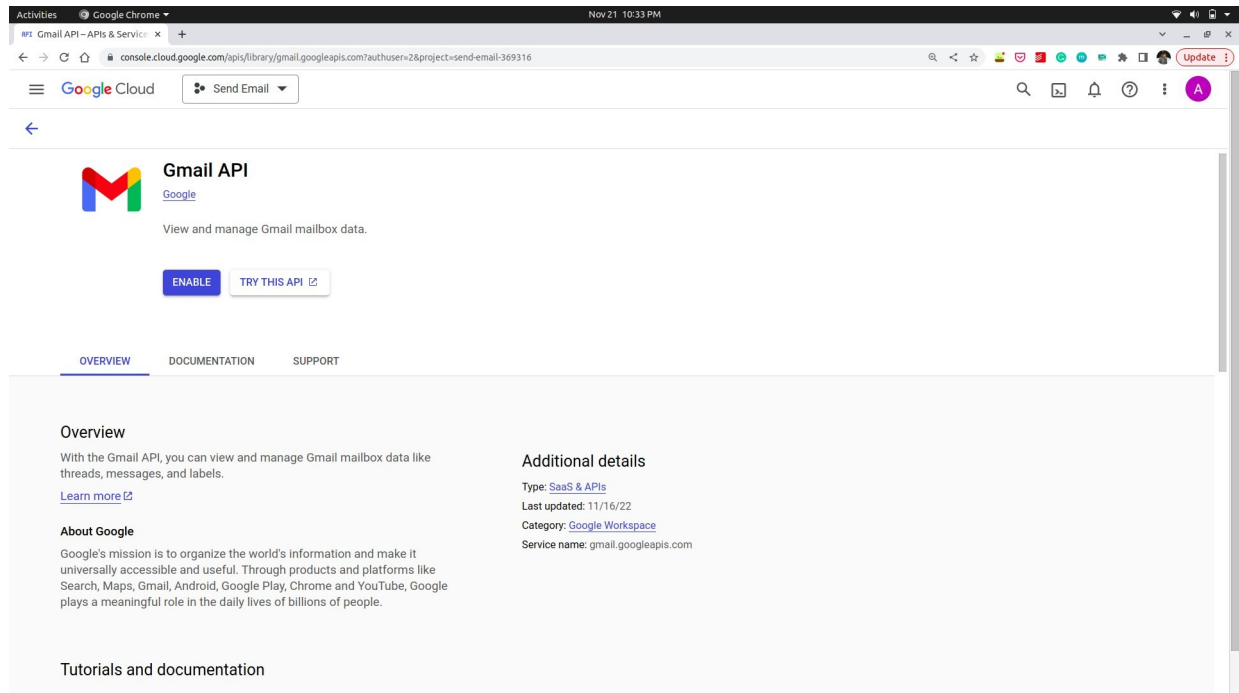 Activities Google Chrome Nov 21 10:33 PM
API Gmail API – APIs & Service
console.cloud.google.com/apis/library/gmail.googleapis.com?authuser=2&project=send-email-369316 Update
Google Cloud Send Email A
Gmail API
Google
View and manage Gmail mailbox data.
ENABLE TRY THIS API
OVERVIEW DOCUMENTATION SUPPORT
Overview
With the Gmail API, you can view and manage Gmail mailbox data like
threads, messages, and labels.
Learn more
About Google
Google's mission is to organize the world's information and make it
universally accessible and useful. Through products and platforms like
Search, Maps, Gmail, Android, Google Play, Chrome and YouTube, Google
plays a meaningful role in the daily lives of billions of people.
Additional details
Type: SaaS & APIs
Last updated: 11/16/22
Category: Google Workspace
Service name: gmail.googleapis.com
Tutorials and documentation